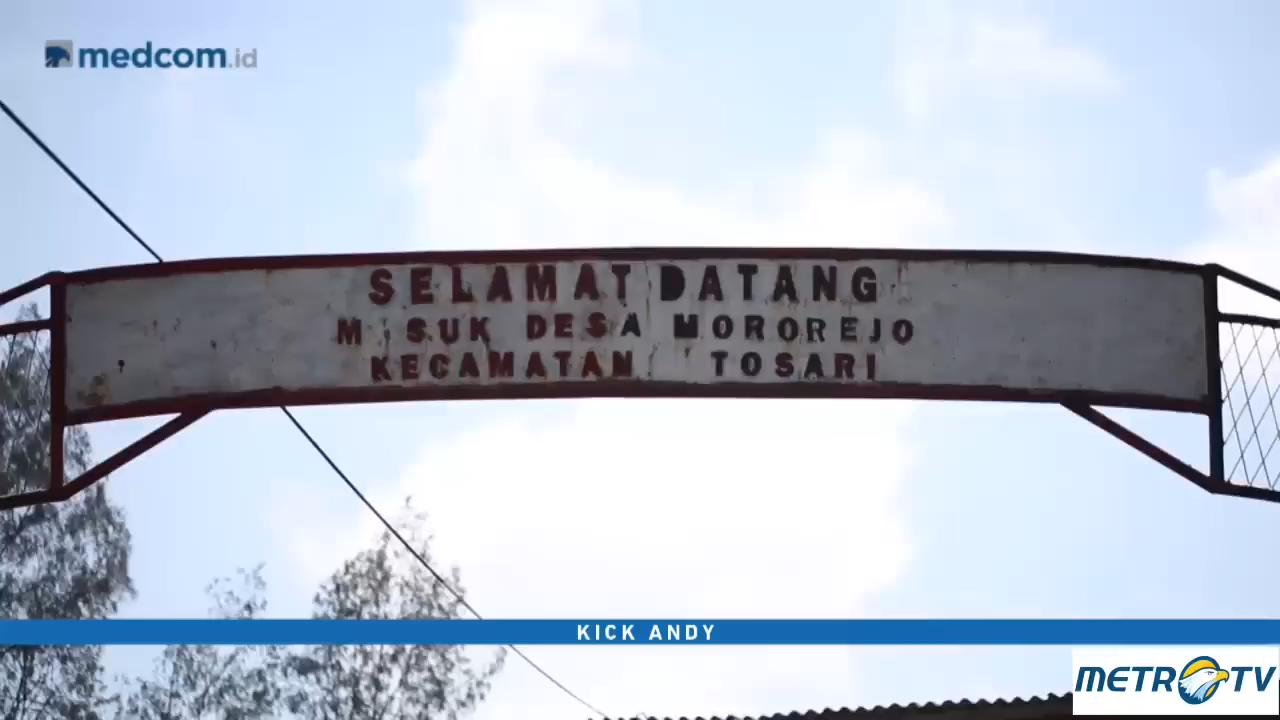 medcom.id
SELAMAT DATANG
M SUK DESA MOROREJO
KECAMATAN TOSARI
KICK ANDY
METRO TV